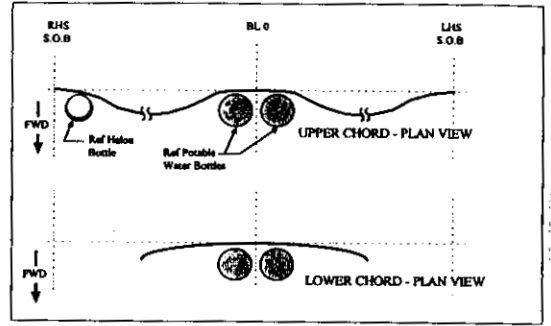 RHS
S.O.B
BL 0
LHS
S.O.B
FWD
Ref Halon
Bottle
Ref Potable
Water Bottles
UPPER CHORD - PLAN VIEW
FWD
LOWER CHORD - PLAN VIEW